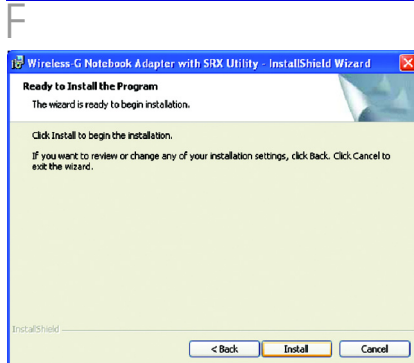 F
Wireless-G Notebook Adapter with SRX Utility - InstallShield Wizard
Ready to Install the Program
The wizard is ready to begin installation.
Click Install to begin the installation.
If you want to review or change any of your installation settings, click Back. Click Cancel to
exit the wizard.
InstallShield
< Back Install Cancel